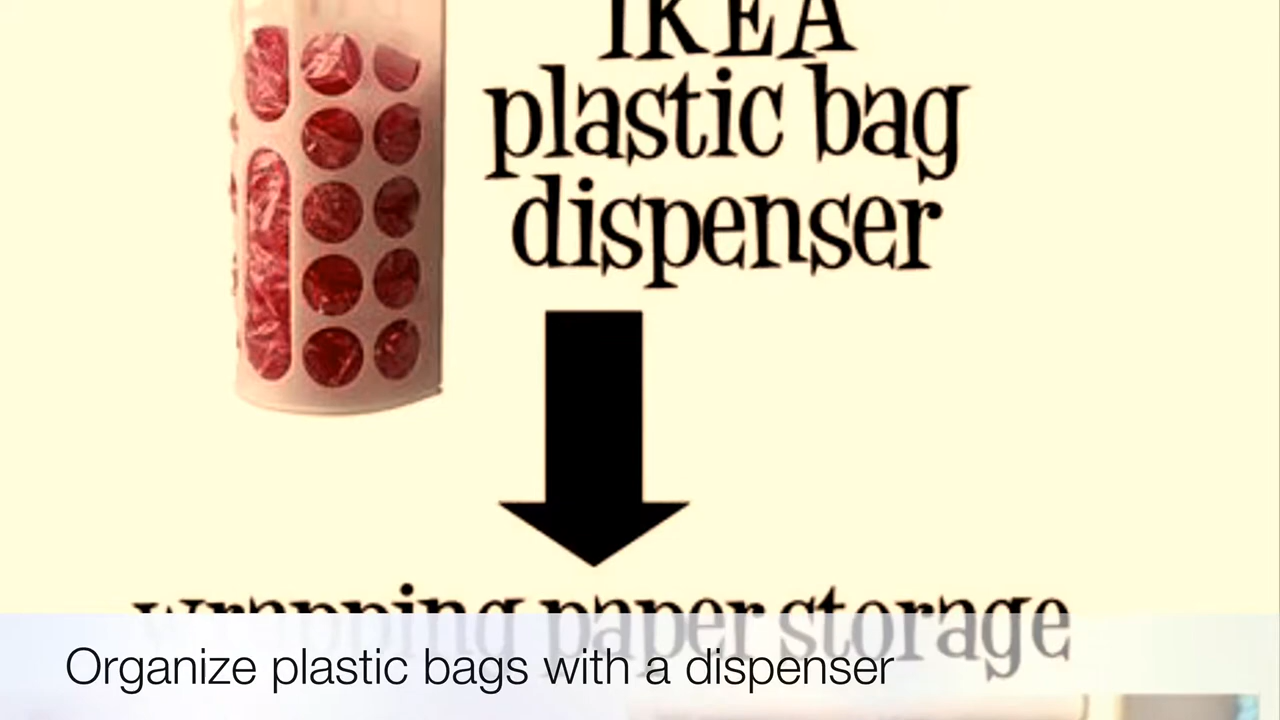 IKEA
plastic bag
dispenser
wrapping paper storage
Organize plastic bags with a dispenser